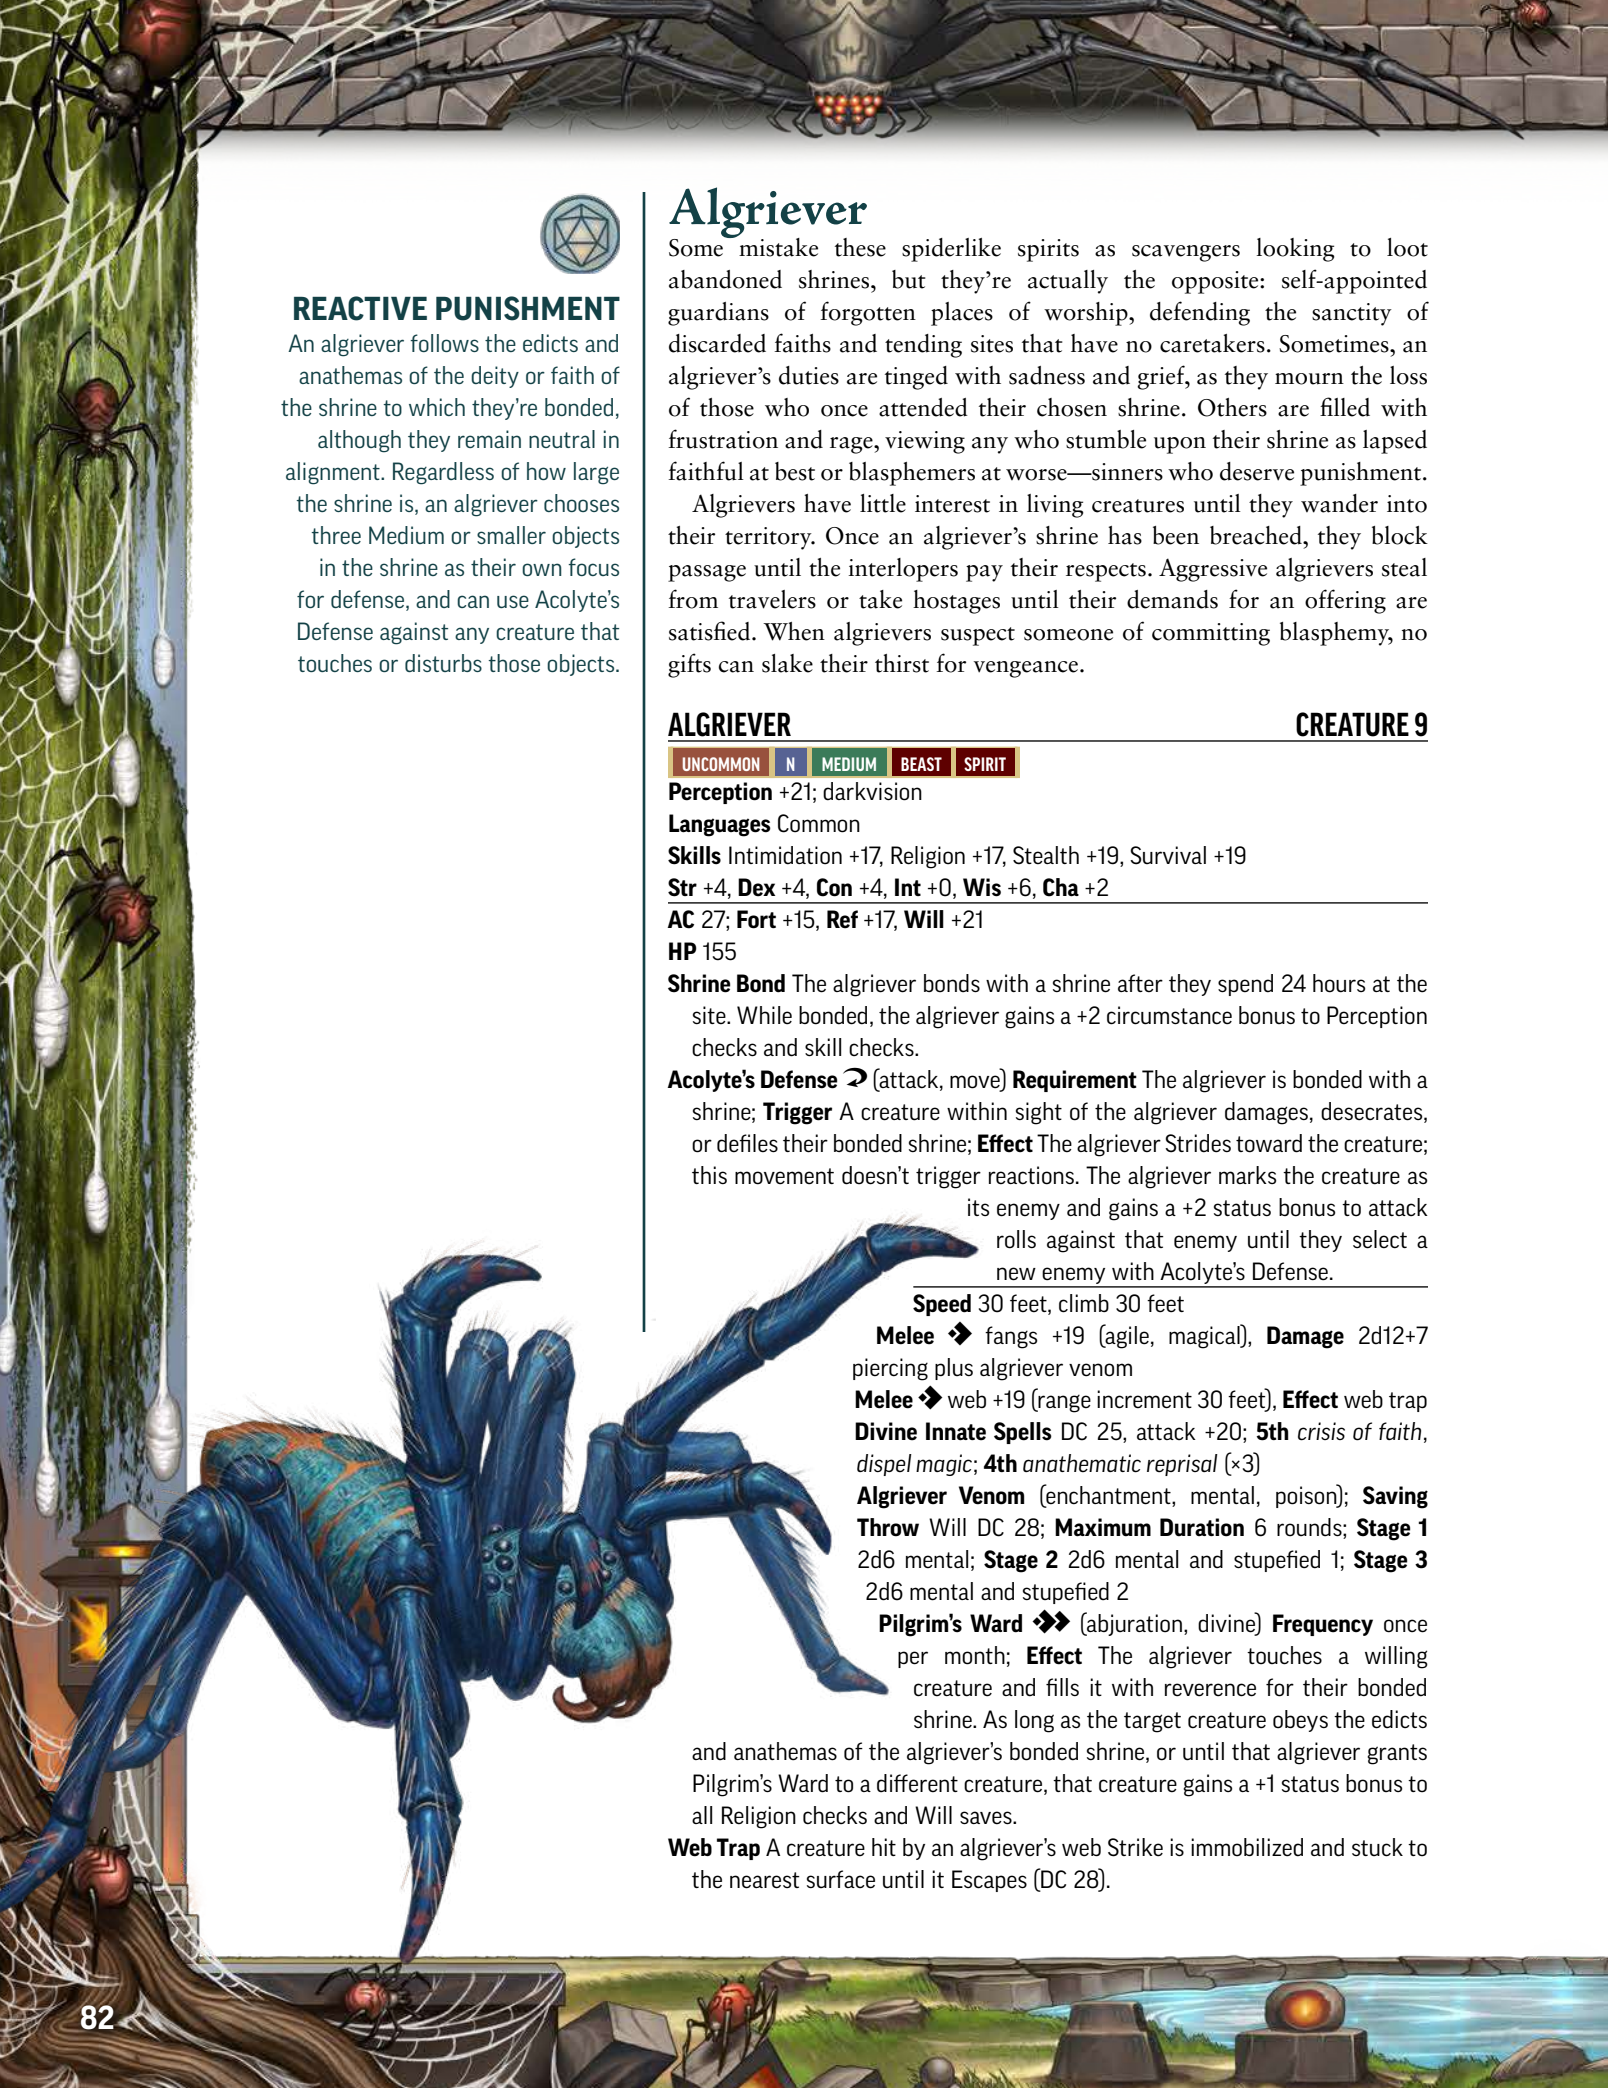 REACTIVE PUNISHMENT
An algriever follows the edicts and
anathemas of the deity or faith of
the shrine to which they're bonded,
although they remain neutral in
alignment. Regardless of how large
the shrine is, an algriever chooses
three Medium or smaller objects
in the shrine as their own focus
for defense, and can use Acolyte's
Defense against any creature that
touches or disturbs those objects.
Algriever
Some mistake these spiderlike spirits as scavengers looking to loot
abandoned shrines, but they're actually the opposite: self-appointed
guardians of forgotten places of worship, defending the sanctity of
discarded faiths and tending sites that have no caretakers. Sometimes, an
algriever's duties are tinged with sadness and grief, as they mourn the loss
of those who once attended their chosen shrine. Others are filled with
frustration and rage, viewing any who stumble upon their shrine as lapsed
faithful at best or blasphemers at worse—sinners who deserve punishment.
Algrievers have little interest in living creatures until they wander into
their territory. Once an algriever's shrine has been breached, they block
passage until the interlopers pay their respects. Aggressive algrievers steal
from travelers or take hostages until their demands for an offering are
satisfied. When algrievers suspect someone of committing blasphemy, no
gifts can slake their thirst for vengeance.
ALGRIEVER CREATURE 9
UNCOMMON N MEDIUM BEAST SPIRIT
Perception +21; darkvision
Languages Common
Skills Intimidation +17, Religion +17, Stealth +19, Survival +19
Str +4, Dex +4, Con +4, Int +0, Wis +6, Cha +2
AC 27; Fort +15, Ref +17, Will +21
HP 155
Shrine Bond The algriever bonds with a shrine after they spend 24 hours at the
site. While bonded, the algriever gains a +2 circumstance bonus to Perception
checks and skill checks.
Acolyte's Defense (attack, move) Requirement The algriever is bonded with a
shrine; Trigger A creature within sight of the algriever damages, desecrates,
or defiles their bonded shrine; Effect The algriever Strides toward the creature;
this movement doesn't trigger reactions. The algriever marks the creature as
its enemy and gains a +2 status bonus to attack
rolls against that enemy until they select a
new enemy with Acolyte's Defense.
Speed 30 feet, climb 30 feet
Melee fangs +19 (agile, magical), Damage 2d12+7
piercing plus algriever venom
Melee web +19 (range increment 30 feet), Effect web trap
Divine Innate Spells DC 25, attack +20; 5th crisis of faith,
dispel magic; 4th anathematic reprisal (×3)
Algriever Venom (enchantment, mental, poison); Saving
Throw Will DC 28; Maximum Duration 6 rounds; Stage 1
2d6 mental; Stage 2 2d6 mental and stupefied 1; Stage 3
2d6 mental and stupefied 2
Pilgrim's Ward (abjuration, divine) Frequency once
per month; Effect The algriever touches a willing
creature and fills it with reverence for their bonded
shrine. As long as the target creature obeys the edicts
and anathemas of the algriever's bonded shrine, or until that algriever grants
Pilgrim's Ward to a different creature, that creature gains a +1 status bonus to
all Religion checks and Will saves.
Web Trap A creature hit by an algriever's web Strike is immobilized and stuck to
the nearest surface until it Escapes (DC 28).
82